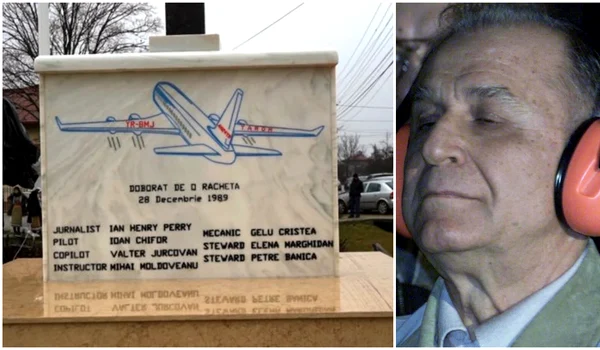 YR-BMJ
TAROM
DOBORAT DE O RACHETA
28 Decembrie 1989
JURNALIST IAN HENRY PERRY
PILOT IOAN CHIFOR
COPILOT VALTER JURCOVAN
INSTRUCTOR MIHAI MOLDOVEANU
MECANIC GELU CRISTEA
STEWARD ELENA MARGHIDAN
STEWARD PETRE BANICA